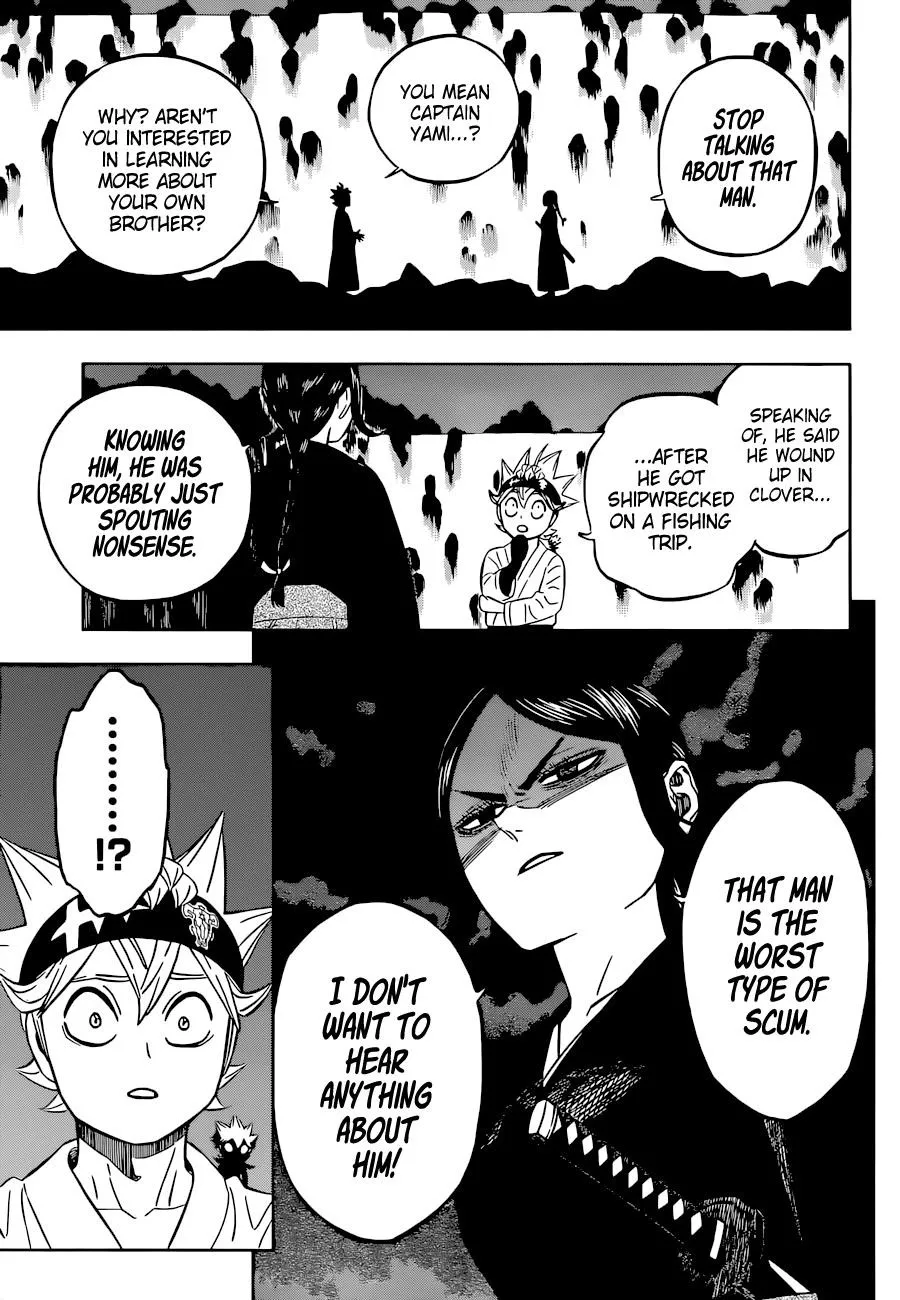 STOP
TALKING
ABOUT THAT
MAN.
YOU MEAN
CAPTAIN
YAMI...?
WHY? AREN'T
YOU INTERESTED
IN LEARNING
MORE ABOUT
YOUR OWN
BROTHER?
SPEAKING
OF, HE SAID
HE WOUND
UP IN
CLOVER...
...AFTER
HE GOT
SHIPWRECKED
ON A FISHING
TRIP.
KNOWING
HIM, HE WAS
PROBABLY JUST
SPOUTING
NONSENSE.
THAT MAN
IS THE
WORST
TYPE OF
SCUM.
I DON'T
WANT TO
HEAR
ANYTHING
ABOUT
HIM!
.........
!?